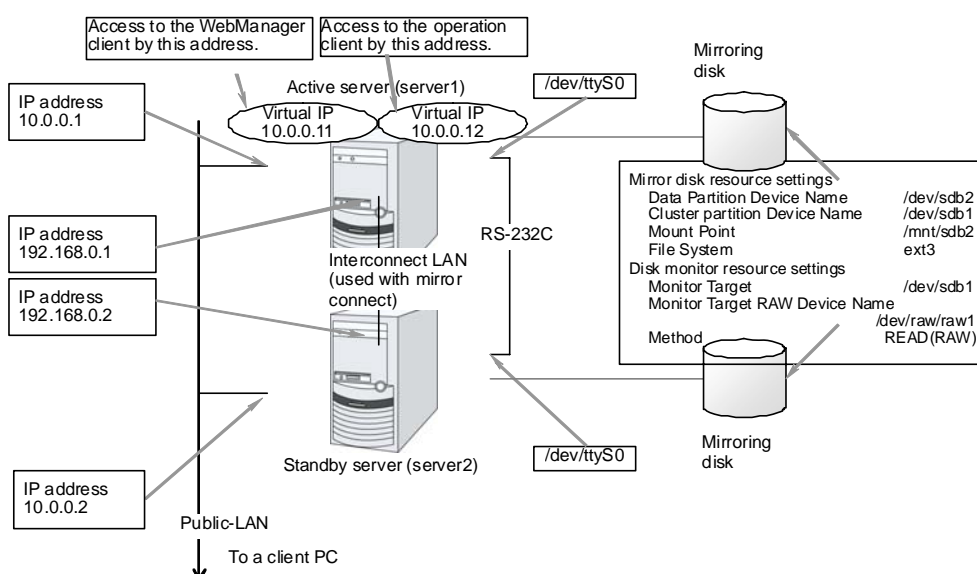 Access to the WebManager
client by this address.
Access to the operation
client by this address.
Mirroring
disk
Active server (server1)
/dev/ttyS0
IP address
10.0.0.1
Virtual IP
10.0.0.11
Virtual IP
10.0.0.12
Mirror disk resource settings
Data Partition Device Name /dev/sdb2
Cluster partition Device Name /dev/sdb1
Mount Point /mnt/sdb2
File System ext3
Disk monitor resource settings
Monitor Target /dev/sdb1
Monitor Target RAW Device Name
/dev/raw/raw1
Method READ(RAW)
RS-232C
IP address
192.168.0.1
Interconnect LAN
(used with mirror
connect)
IP address
192.168.0.2
Mirroring
disk
/dev/ttyS0
Standby server (server2)
IP address
10.0.0.2
Public-LAN
To a client PC